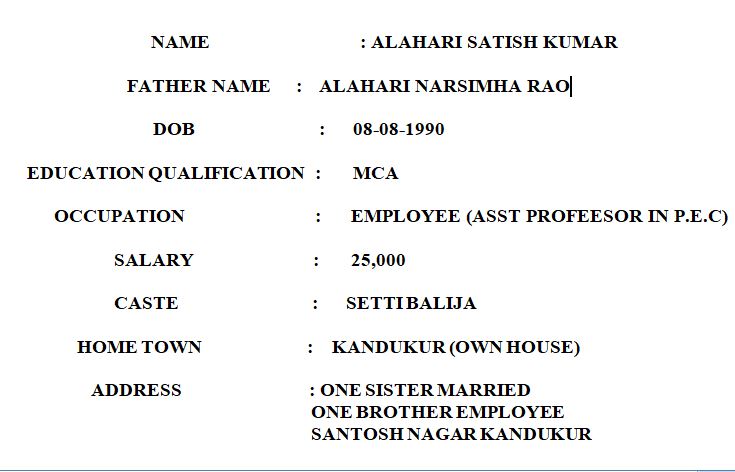 NAME : ALAHARI SATISH KUMAR
FATHER NAME : ALAHARI NARSIMHA RAO
DOB : 08-08-1990
EDUCATION QUALIFICATION : MCA
OCCUPATION : EMPLOYEE (ASST PROFEESOR IN P.E.C)
SALARY : 25,000
CASTE : SETTI BALIJA
HOME TOWN : KANDUKUR (OWN HOUSE)
ADDRESS : ONE SISTER MARRIED
ONE BROTHER EMPLOYEE
SANTOSH NAGAR KANDUKUR